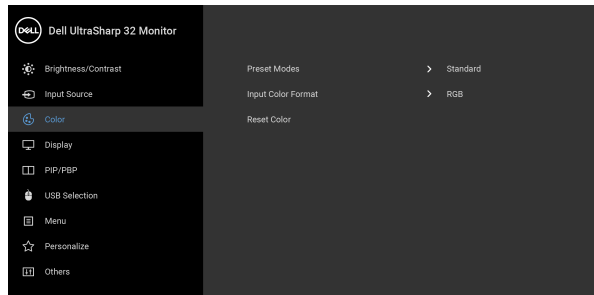 DELL Dell UltraSharp 32 Monitor
Brightness/Contrast Preset Modes Standard
Input Source Input Color Format RGB
Color Reset Color
Display
PIP/PBP
USB Selection
Menu
Personalize
Others